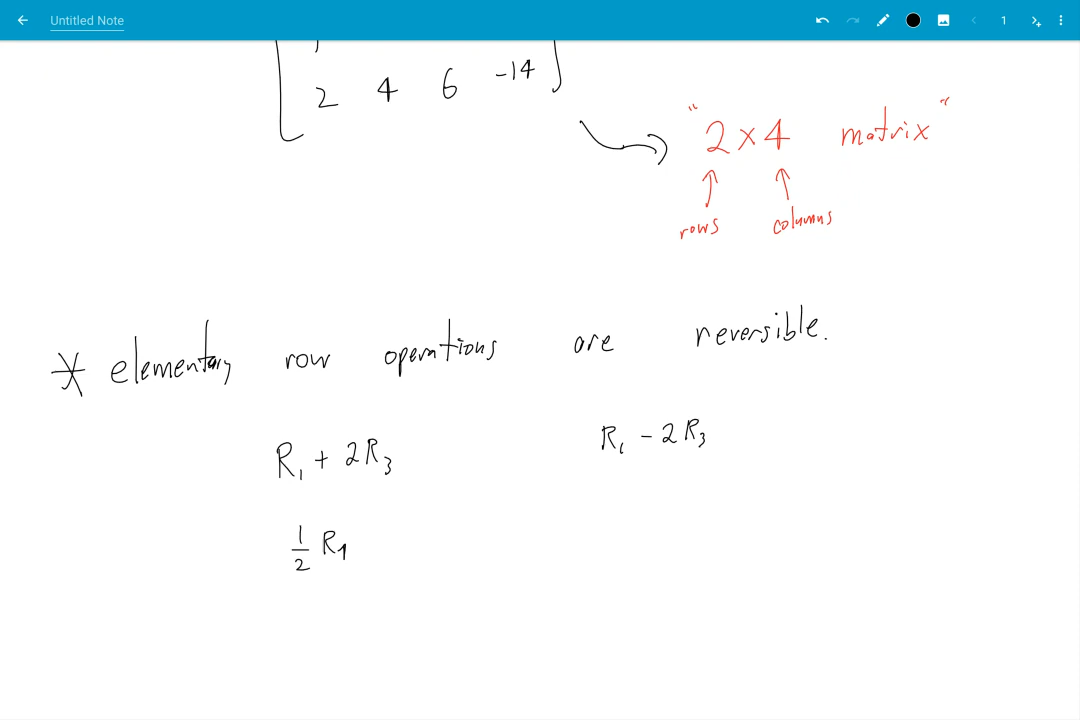 Untitled Note
1
2 4 6 -14
"2 × 4 matrix"
rows columns
* elementary row operations are reversible.
R₁ + 2R₃ R₁ - 2R₃
1/2 R₁